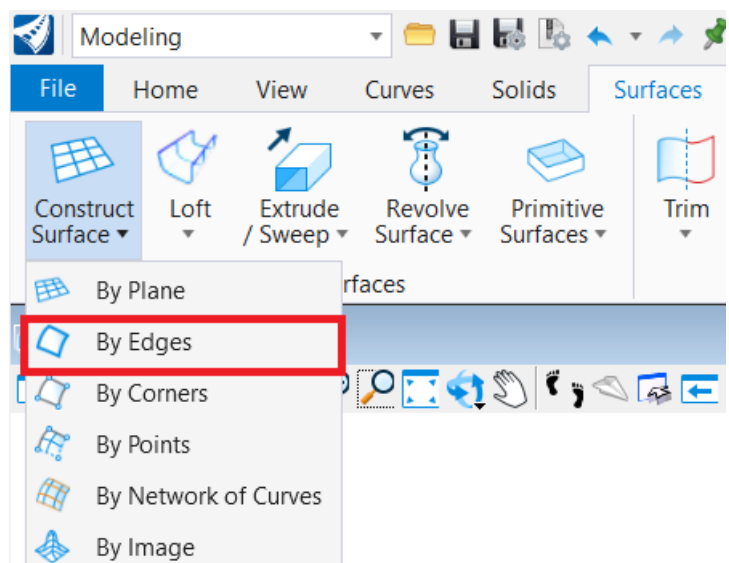 Modeling
File Home View Curves Solids Surfaces
Construct Surface Loft Extrude / Sweep Revolve Surface Primitive Surfaces Trim
By Plane
rfaces
By Edges
By Corners
By Points
By Network of Curves
By Image